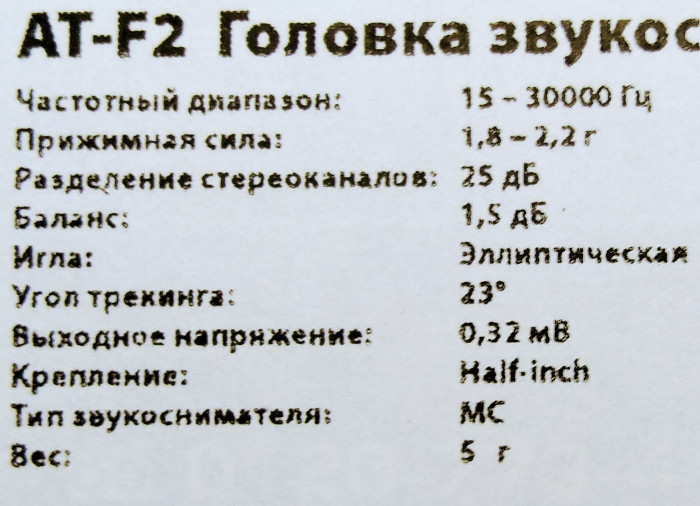 AT-F2 Головка звукос
Частотный диапазон: 15 – 30000 Гц
Прижимная сила: 1,8 – 2,2 г
Разделение стереоканалов: 25 дБ
Баланс: 1,5 дБ
Игла: Эллиптическая
Угол трекинга: 23°
Выходное напряжение: 0,32 мВ
Крепление: Half-inch
Тип звукоснимателя: MC
Вес: 5 г